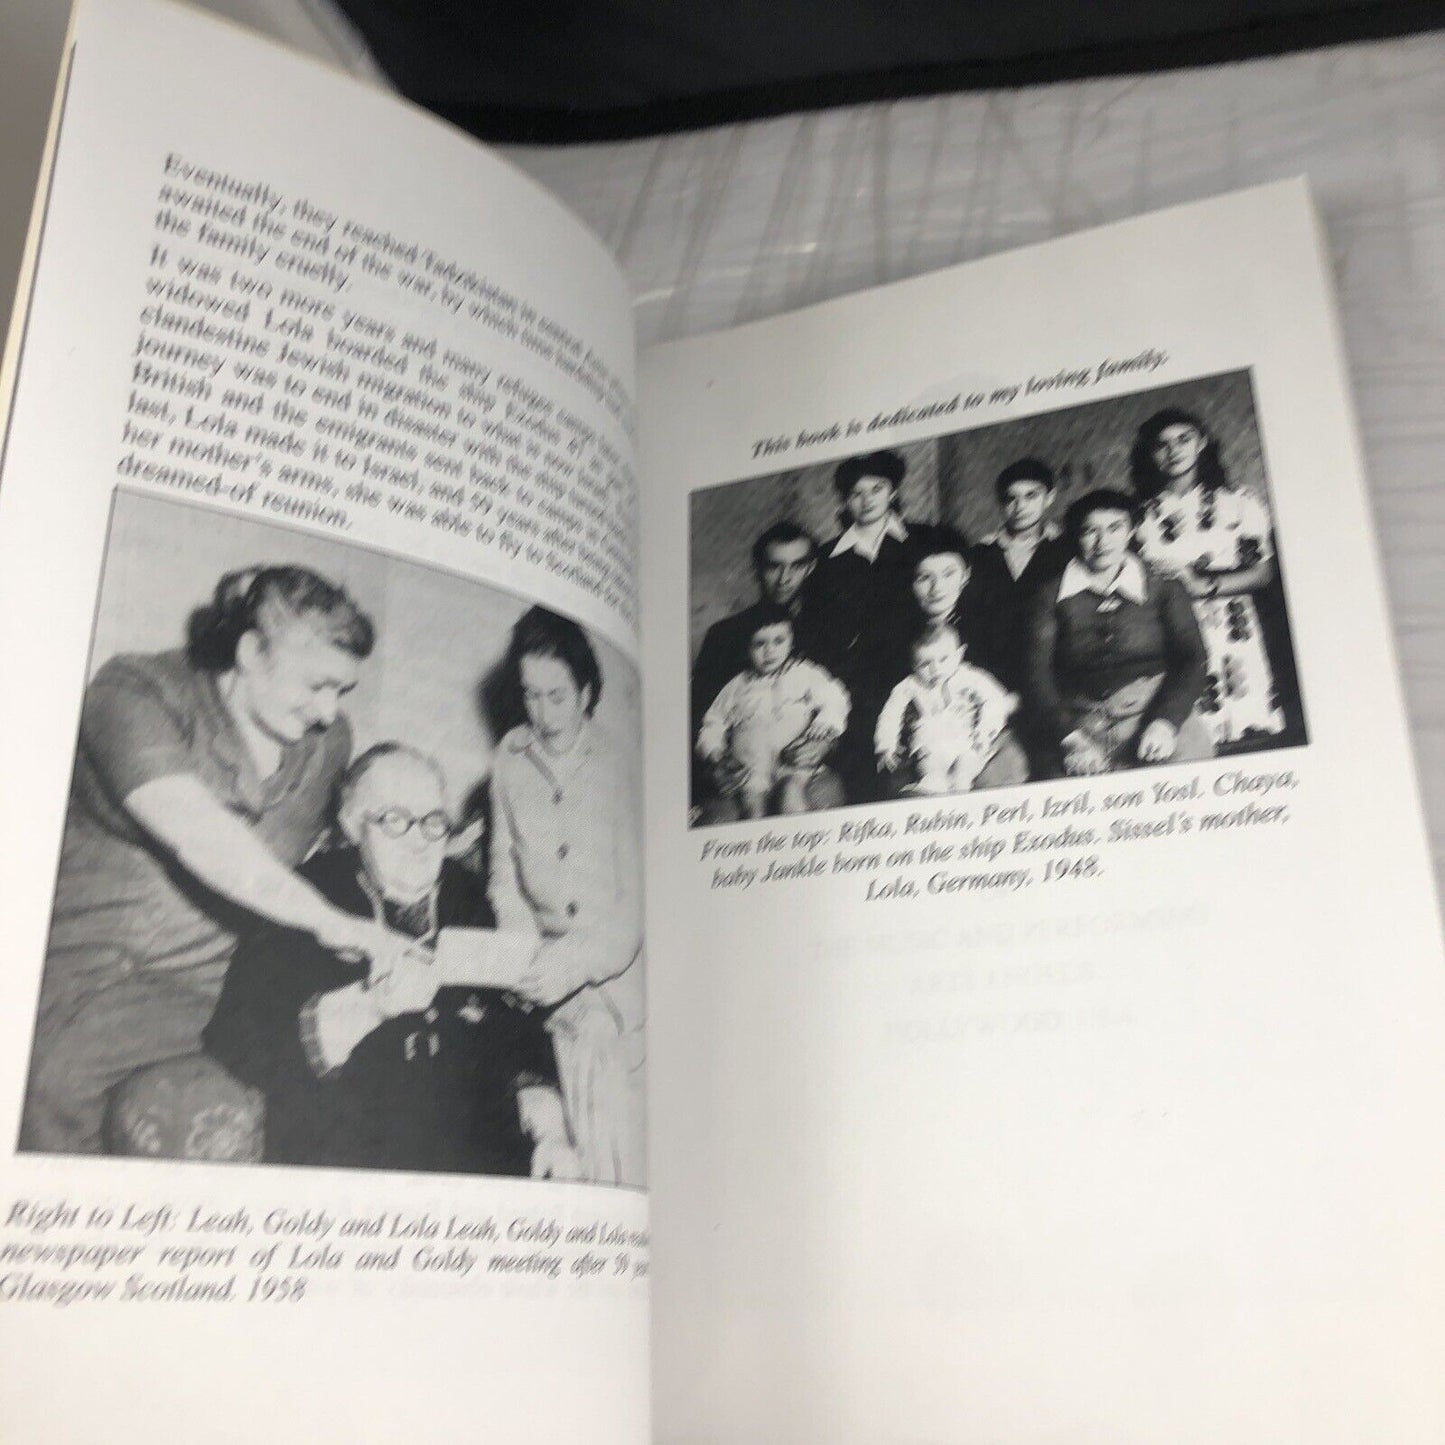 Eventually, they reached Tadzhikistan in central Asia
awaited the end of the war, by which time
the family cruelly.
It was two more years and many refugee camps later
widowed Lola boarded the ship Exodus
clandestine Jewish migration to what is now Israel.
journey was to end in disaster with the ship
British and the emigrants sent back to camps in
last, Lola made it to Israel, and 50 years after
her mother's arms, she was able to fly to Scotland for
dreamed-of reunion.
Right to Left: Leah, Goldy and Lola Leah, Goldy and Lola
newspaper report of Lola and Goldy meeting after
Glasgow Scotland. 1958
This book is dedicated to my loving family.
From the top: Rifka, Rubin, Perl, Izril, son Yosl, Chaya,
baby Jankle born on the ship Exodus. Sissel's mother,
Lola, Germany, 1948.